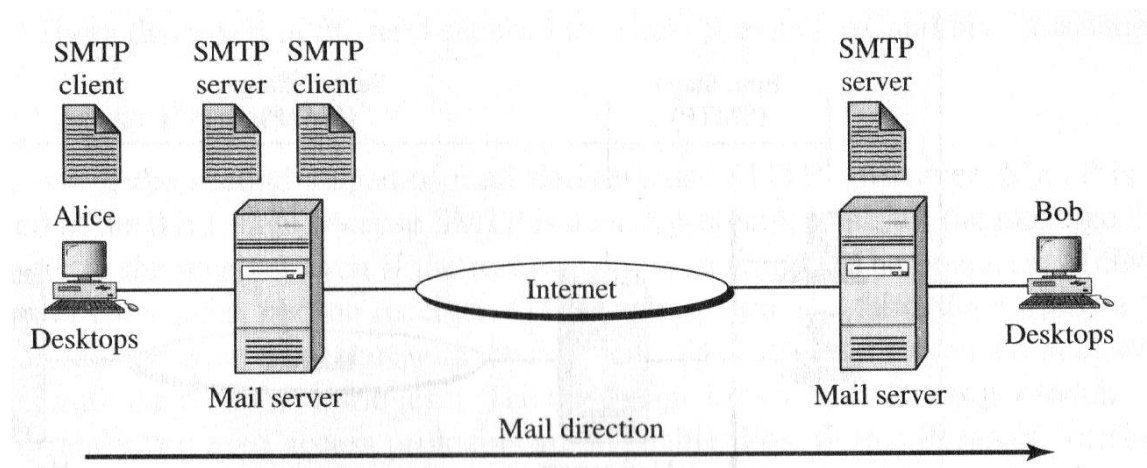 SMTP client
SMTP server
SMTP client
SMTP server
Alice
Bob
Internet
Desktops
Desktops
Mail server
Mail server
Mail direction